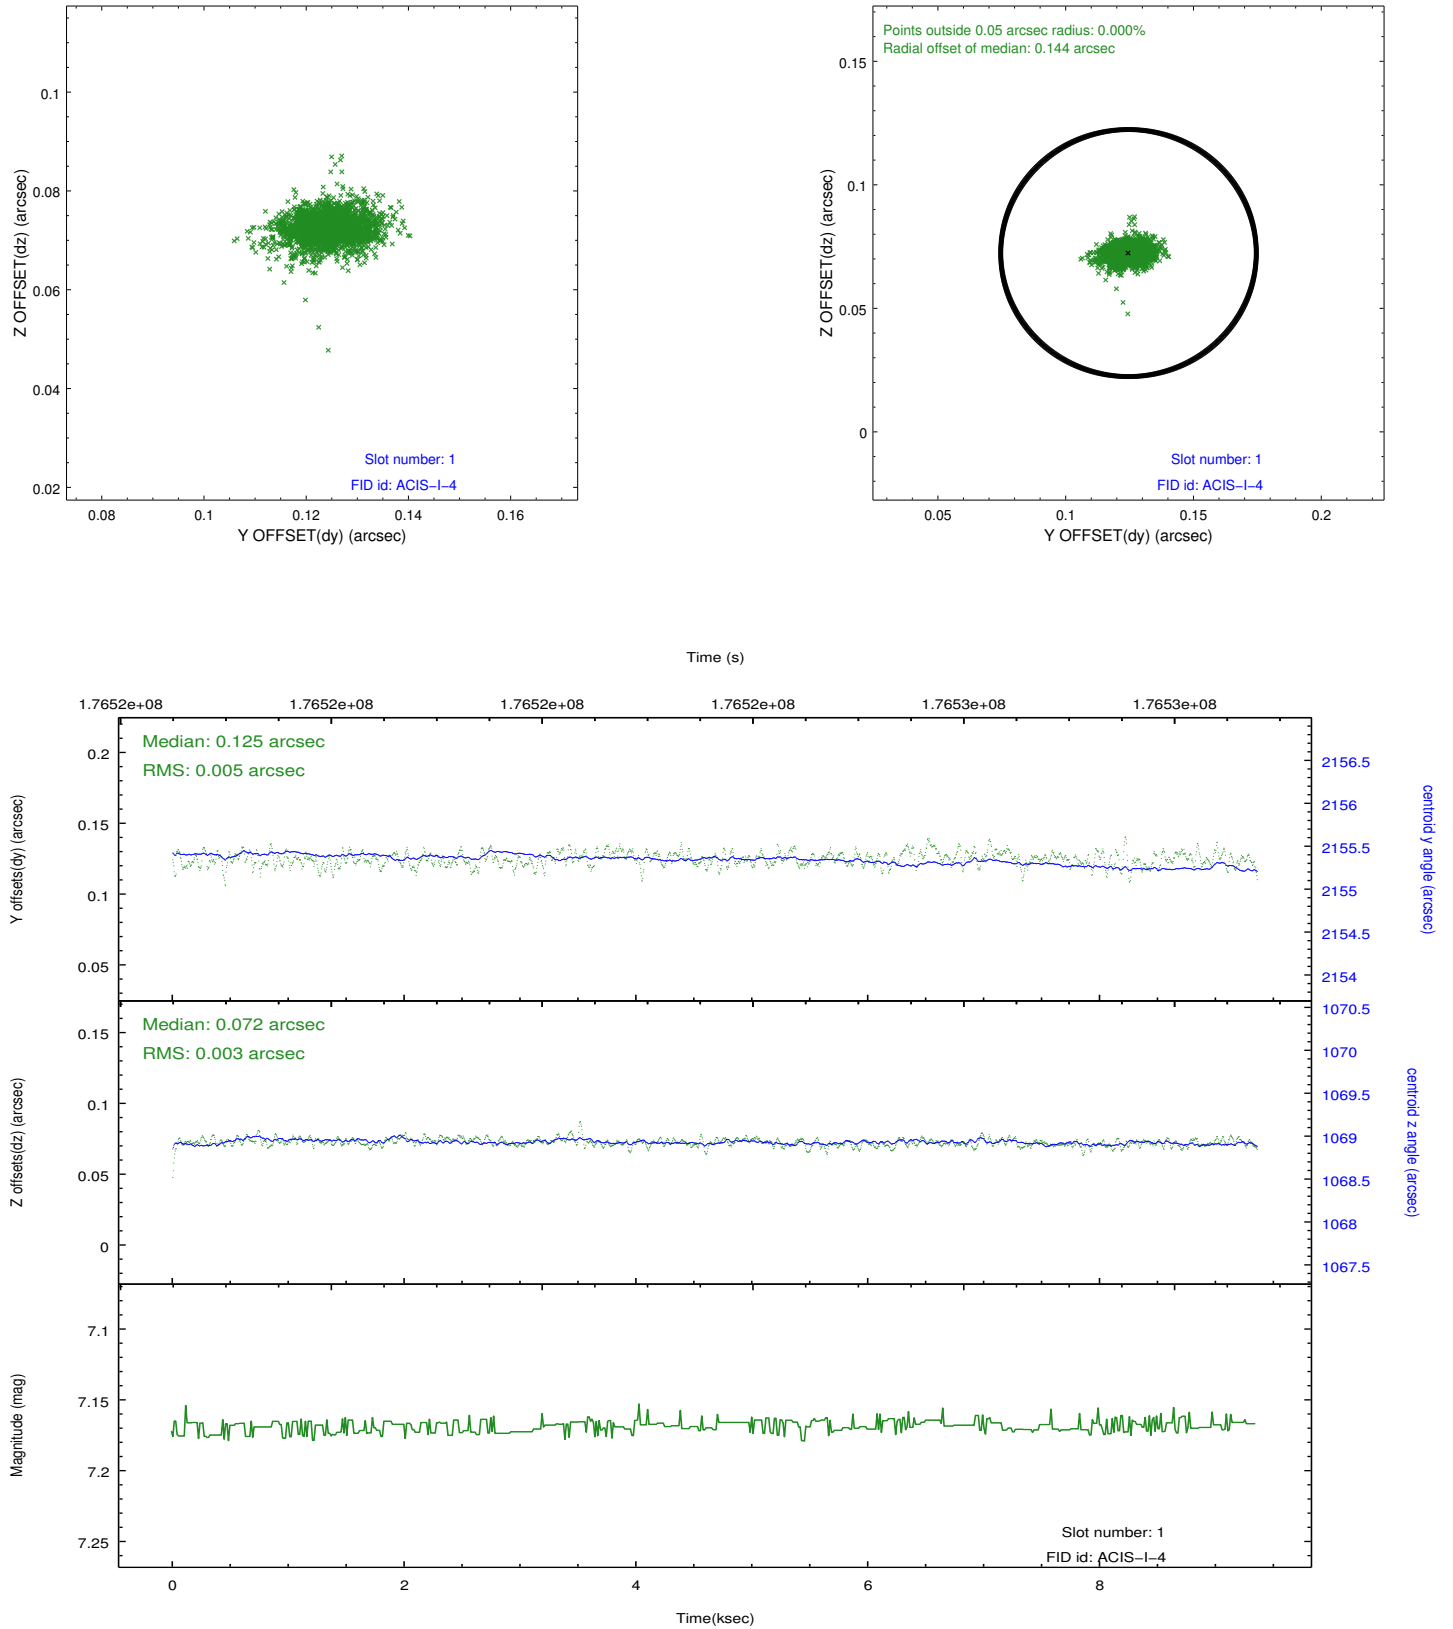 0.1
0.08
0.06
0.04
0.02
Z OFFSET(dz) (arcsec)
0.08 0.1 0.12 0.14 0.16
Y OFFSET(dy) (arcsec)
Slot number: 1
FID id: ACIS−I−4
Points outside 0.05 arcsec radius: 0.000%
Radial offset of median: 0.144 arcsec
0.15
0.1
0.05
0
Z OFFSET(dz) (arcsec)
Slot number: 1
FID id: ACIS−I−4
0.05 0.1 0.15 0.2
Y OFFSET(dy) (arcsec)
Time (s)
1.7652e+08 1.7652e+08 1.7652e+08 1.7652e+08 1.7653e+08 1.7653e+08
Median: 0.125 arcsec
RMS: 0.005 arcsec
0.2
0.15
0.1
0.05
Y offsets(dy) (arcsec)
2156.5
2156
2155.5
2155
2154.5
2154
centroid y angle (arcsec)
Median: 0.072 arcsec
RMS: 0.003 arcsec
0.15
0.1
0.05
0
Z offsets(dz) (arcsec)
1070.5
1070
1069.5
1069
1068.5
1068
1067.5
centroid z angle (arcsec)
7.1
7.15
7.2
7.25
Magnitude (mag)
Slot number: 1
FID id: ACIS−I−4
0 2 4 6 8
Time(ksec)